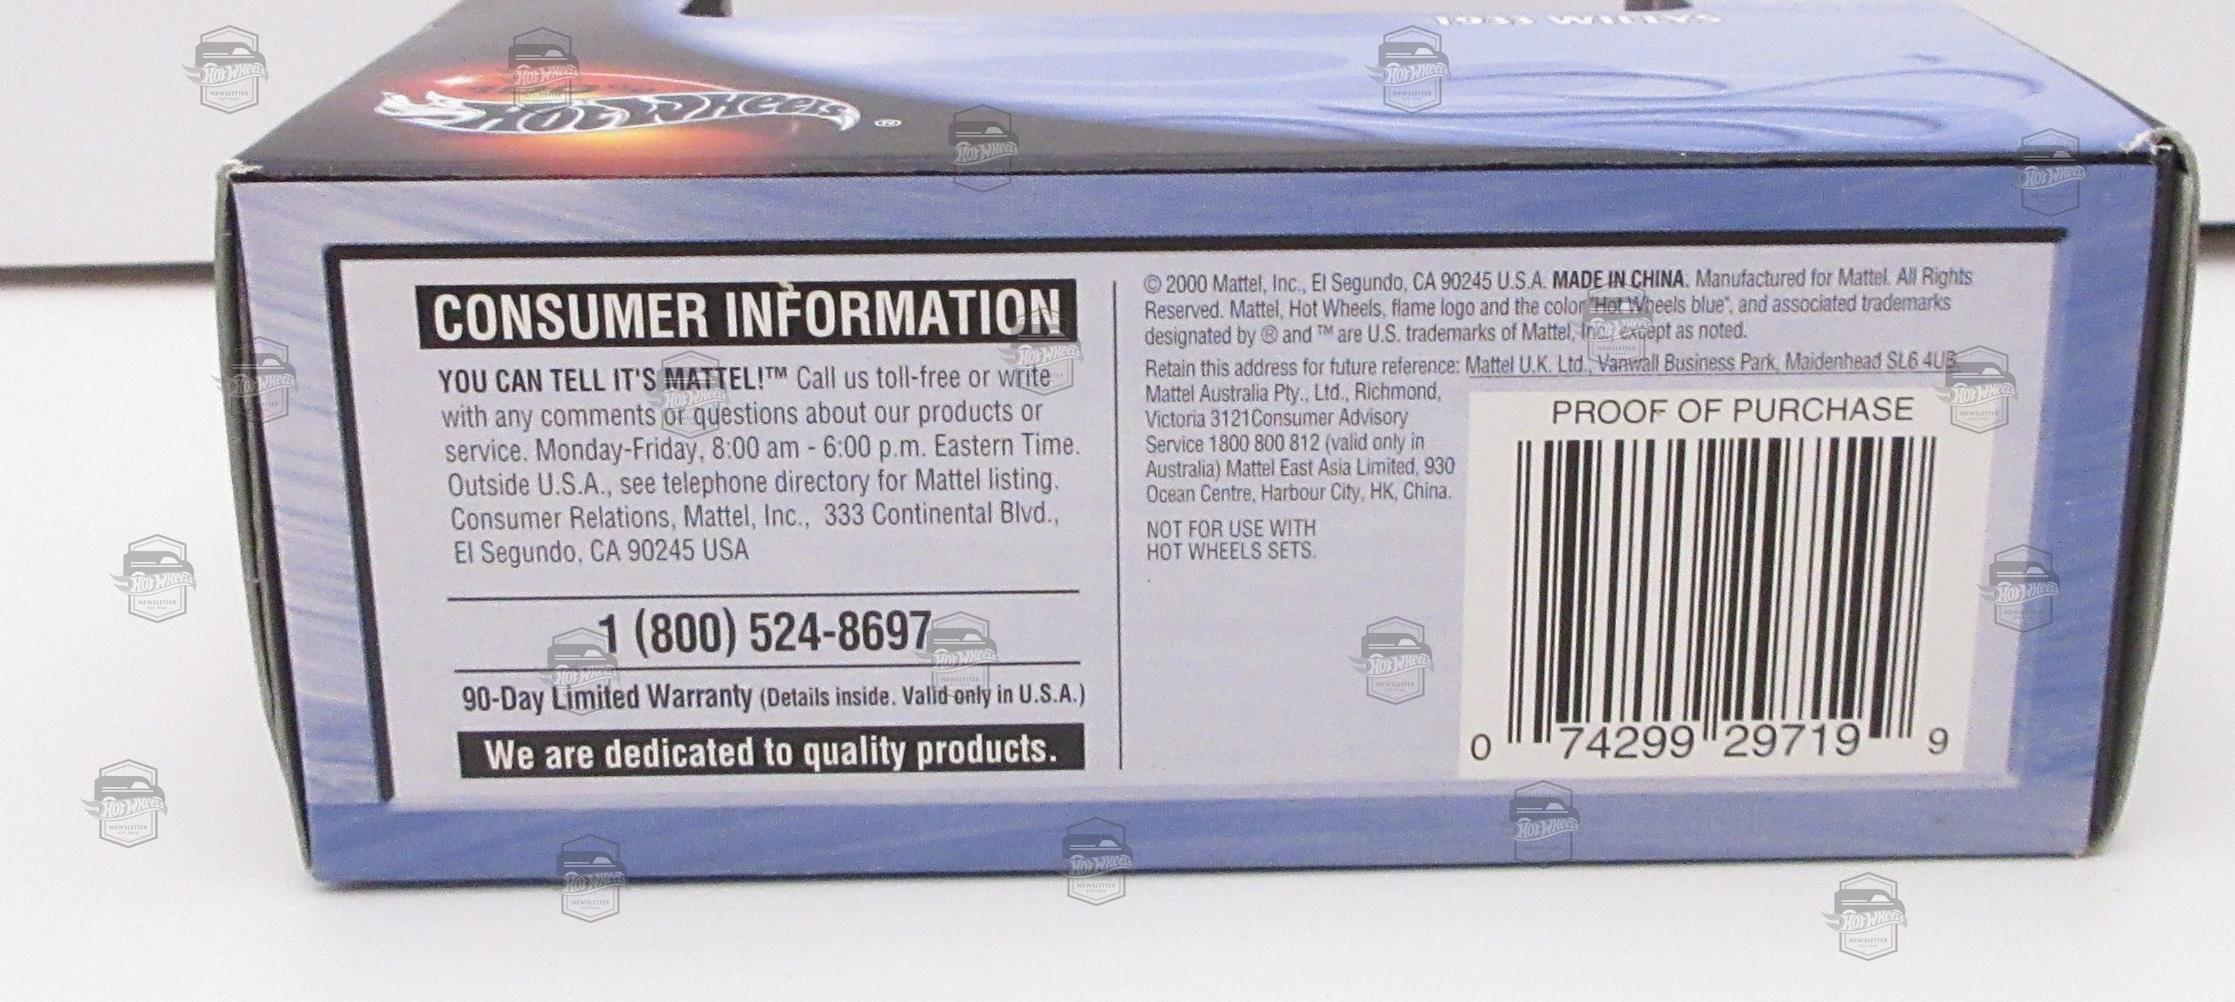 1933 WILLYS
HOT WHEELS ®
CONSUMER INFORMATION
YOU CAN TELL IT'S MATTEL!™ Call us toll-free or write
with any comments or questions about our products or
service. Monday-Friday, 8:00 am - 6:00 p.m. Eastern Time.
Outside U.S.A., see telephone directory for Mattel listing.
Consumer Relations, Mattel, Inc., 333 Continental Blvd.,
El Segundo, CA 90245 USA
1 (800) 524-8697
90-Day Limited Warranty (Details inside. Valid only in U.S.A.)
We are dedicated to quality products.
© 2000 Mattel, Inc., El Segundo, CA 90245 U.S.A. MADE IN CHINA. Manufactured for Mattel. All Rights
Reserved. Mattel, Hot Wheels, flame logo and the color "Hot Wheels blue", and associated trademarks
designated by ® and ™ are U.S. trademarks of Mattel, Inc., except as noted.
Retain this address for future reference: Mattel U.K. Ltd., Vanwall Business Park, Maidenhead SL6 4UB.
Mattel Australia Pty., Ltd., Richmond,
Victoria 3121Consumer Advisory
Service 1800 800 812 (valid only in
Australia) Mattel East Asia Limited, 930
Ocean Centre, Harbour City, HK, China.
NOT FOR USE WITH
HOT WHEELS SETS.
PROOF OF PURCHASE
0 74299 29719 9